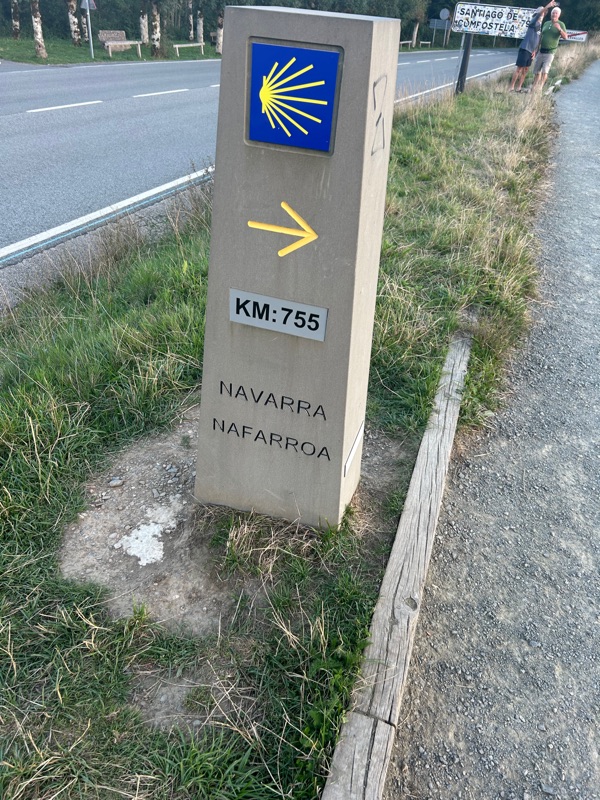 SANTIAGO DE
COMPOSTELA
KM:755
NAVARRA
NAFARROA